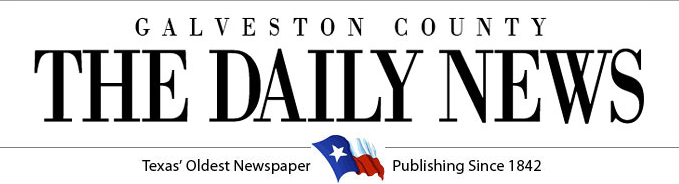 GALVESTON COUNTY
THE DAILY NEWS
Texas' Oldest Newspaper Publishing Since 1842